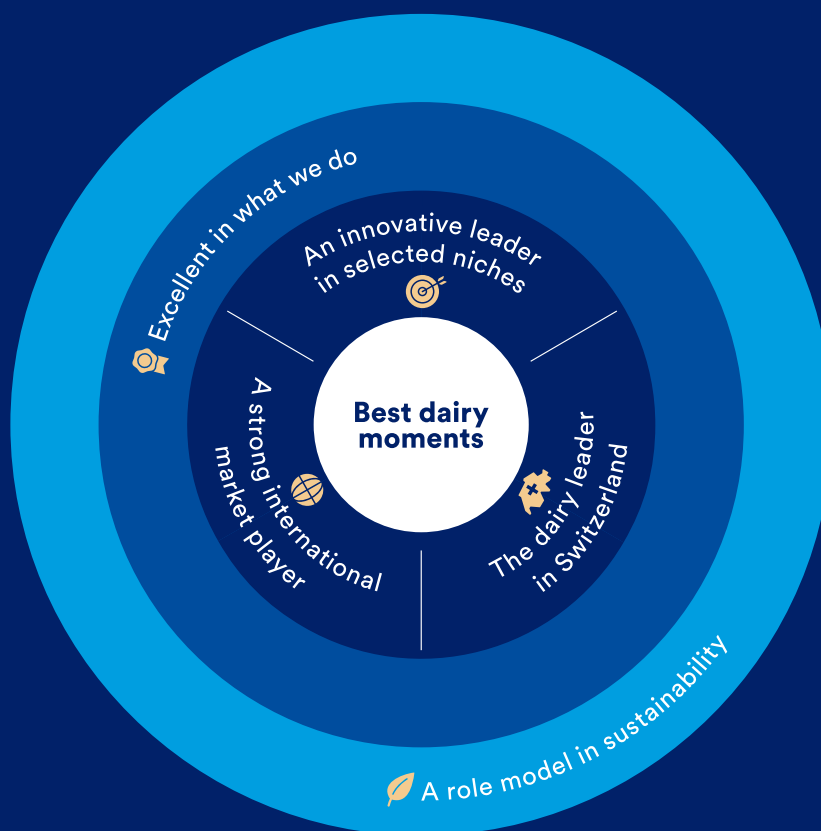 Excellent in what we do
An innovative leader
in selected niches
Best dairy
moments
A strong international
market player
The dairy leader
in Switzerland
A role model in sustainability